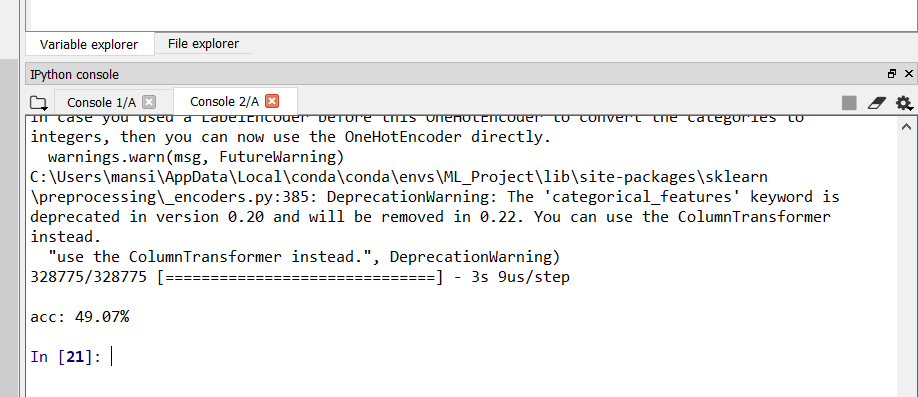 Variable explorer File explorer
IPython console
Console 1/A Console 2/A
In case you used a LabelEncoder before this OneHotEncoder to convert the categories to
integers, then you can now use the OneHotEncoder directly.
  warnings.warn(msg, FutureWarning)
C:\Users\mansi\AppData\Local\conda\conda\envs\ML_Project\lib\site-packages\sklearn
\preprocessing\_encoders.py:385: DeprecationWarning: The 'categorical_features' keyword is
deprecated in version 0.20 and will be removed in 0.22. You can use the ColumnTransformer
instead.
  "use the ColumnTransformer instead.", DeprecationWarning)
328775/328775 [==============================] - 3s 9us/step
acc: 49.07%
In [21]: